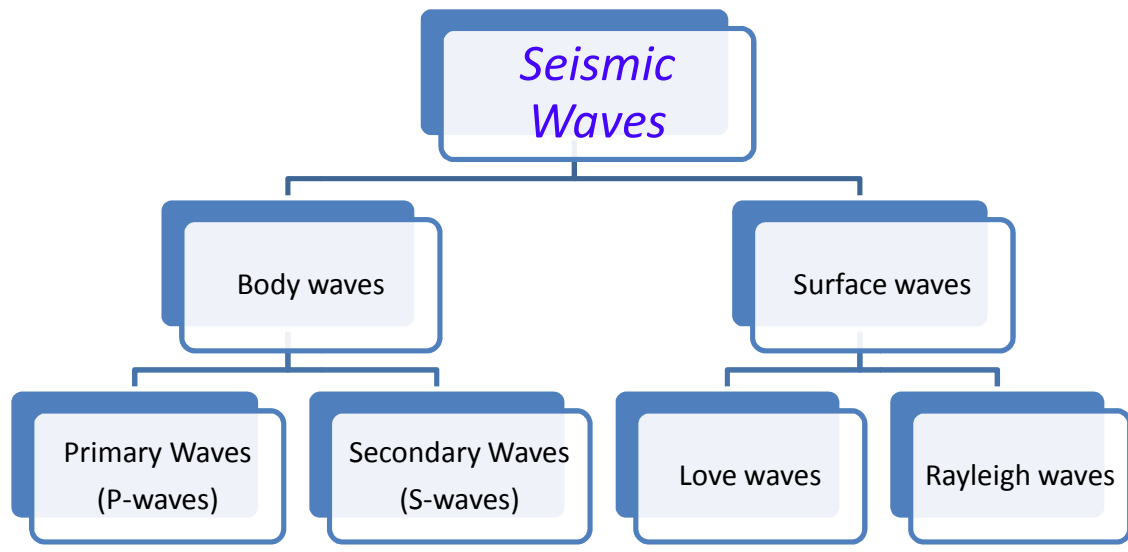 Seismic
Waves
Body waves
Surface waves
Primary Waves
(P-waves)
Secondary Waves
(S-waves)
Love waves
Rayleigh waves